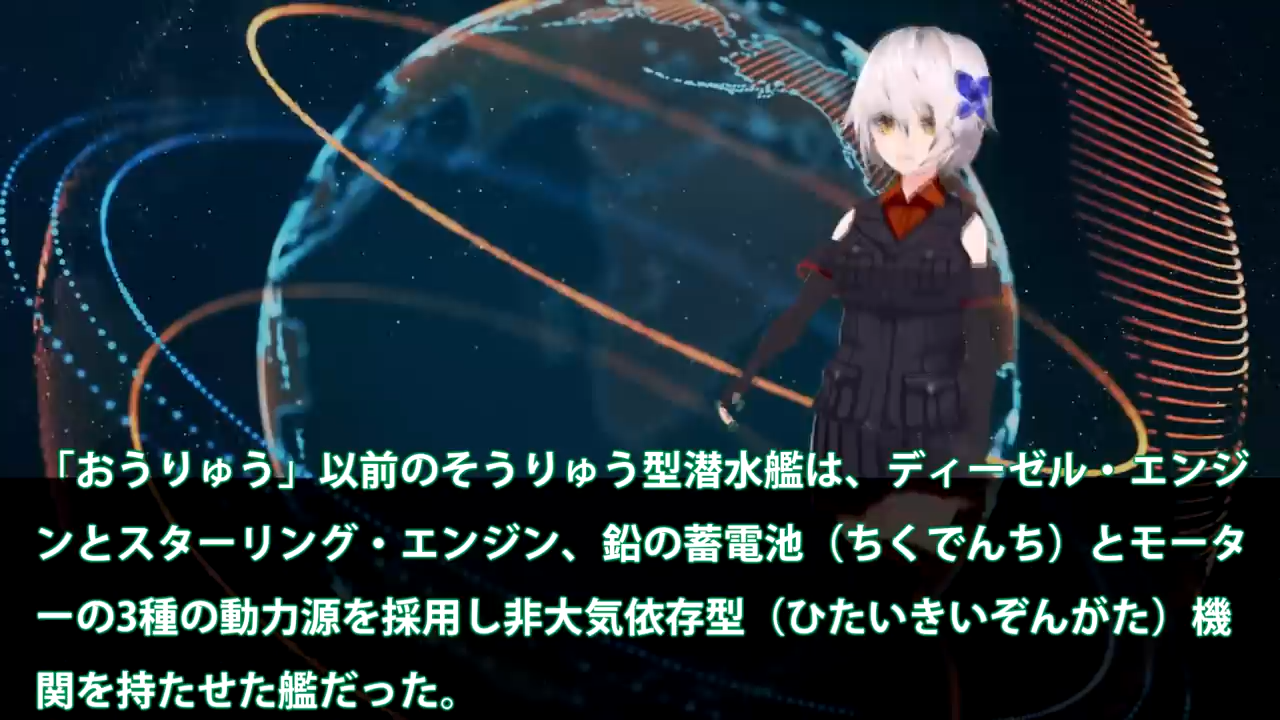 「おうりゅう」以前のそうりゅう型潜水艦は、ディーゼル・エンジ
ンとスターリング・エンジン、鉛の蓄電池（ちくでんち）とモータ
ーの3種の動力源を採用し非大気依存型（ひたいきいぞんがた）機
関を持たせた艦だった。